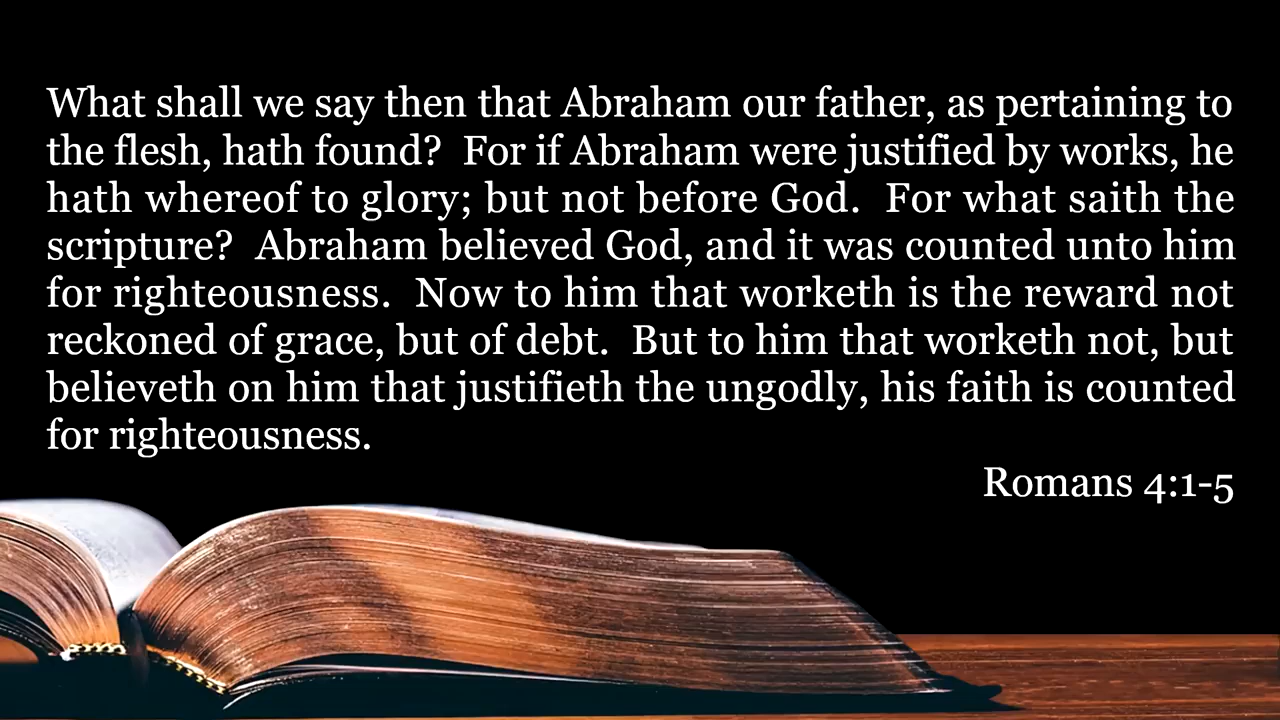 What shall we say then that Abraham our father, as pertaining to
the flesh, hath found?  For if Abraham were justified by works, he
hath whereof to glory; but not before God.  For what saith the
scripture?  Abraham believed God, and it was counted unto him
for righteousness.  Now to him that worketh is the reward not
reckoned of grace, but of debt.  But to him that worketh not, but
believeth on him that justifieth the ungodly, his faith is counted
for righteousness.
Romans 4:1-5